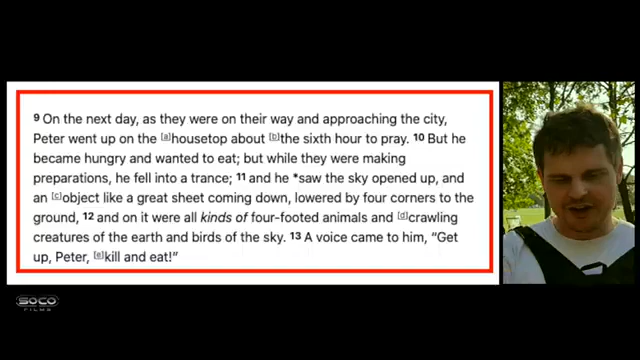 9 On the next day, as they were on their way and approaching the city,
Peter went up on the [a]housetop about [b]the sixth hour to pray. 10 But he
became hungry and wanted to eat; but while they were making
preparations, he fell into a trance; 11 and he *saw the sky opened up, and
an [c]object like a great sheet coming down, lowered by four corners to the
ground, 12 and on it were all kinds of four-footed animals and [d]crawling
creatures of the earth and birds of the sky. 13 A voice came to him, “Get
up, Peter, [e]kill and eat!”
SOCO
FILMS